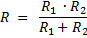 R = R₁ · R₂ / R₁ + R₂